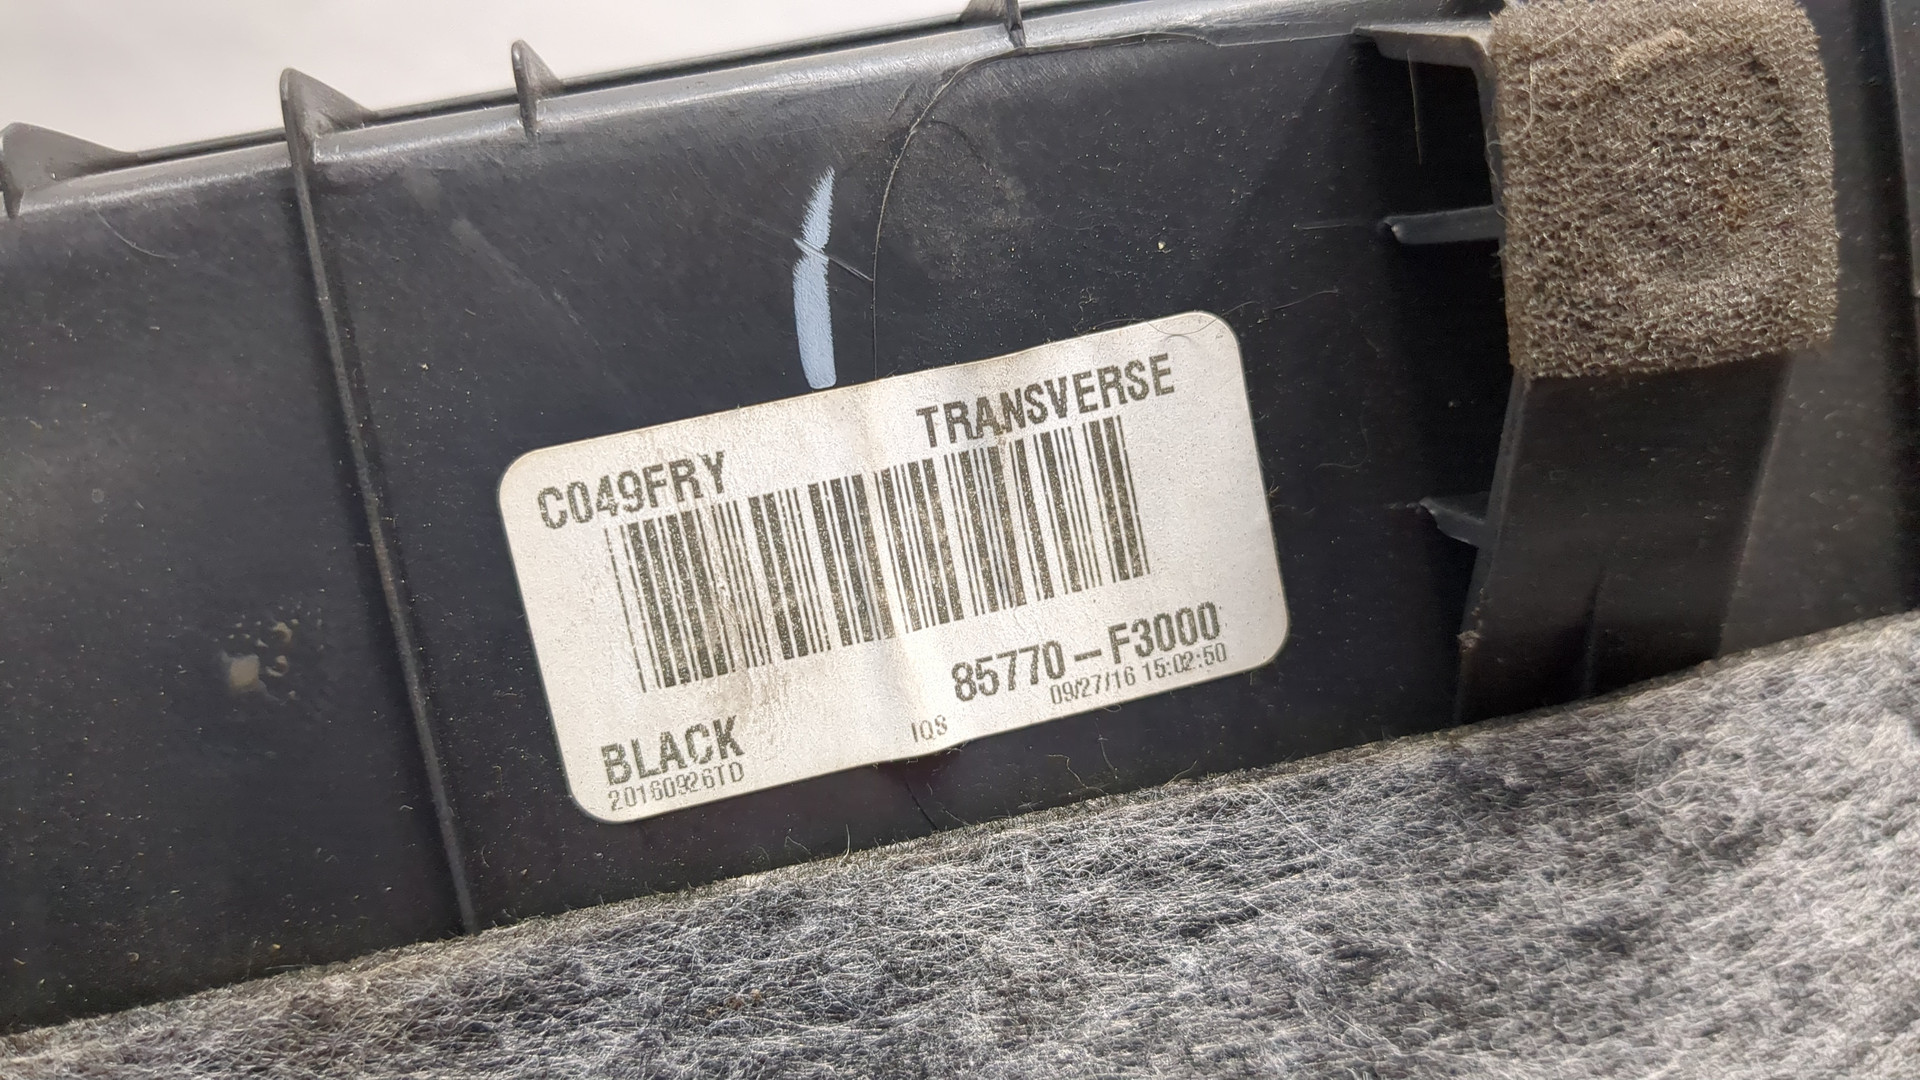 C049FRY TRANSVERSE
85770-F3000
09/27/16 15:02:50
BLACK IQS
20160926TD